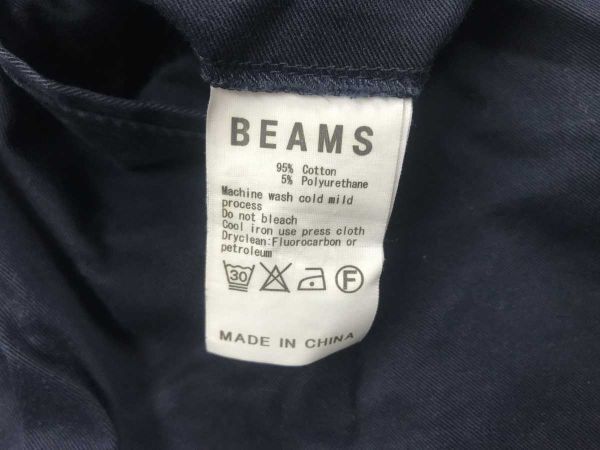 BEAMS
95% Cotton
5% Polyurethane
Machine wash cold mild
process
Do not bleach
Cool iron use press cloth
Dryclean:Fluorocarbon or
petroleum
30 F
MADE IN CHINA